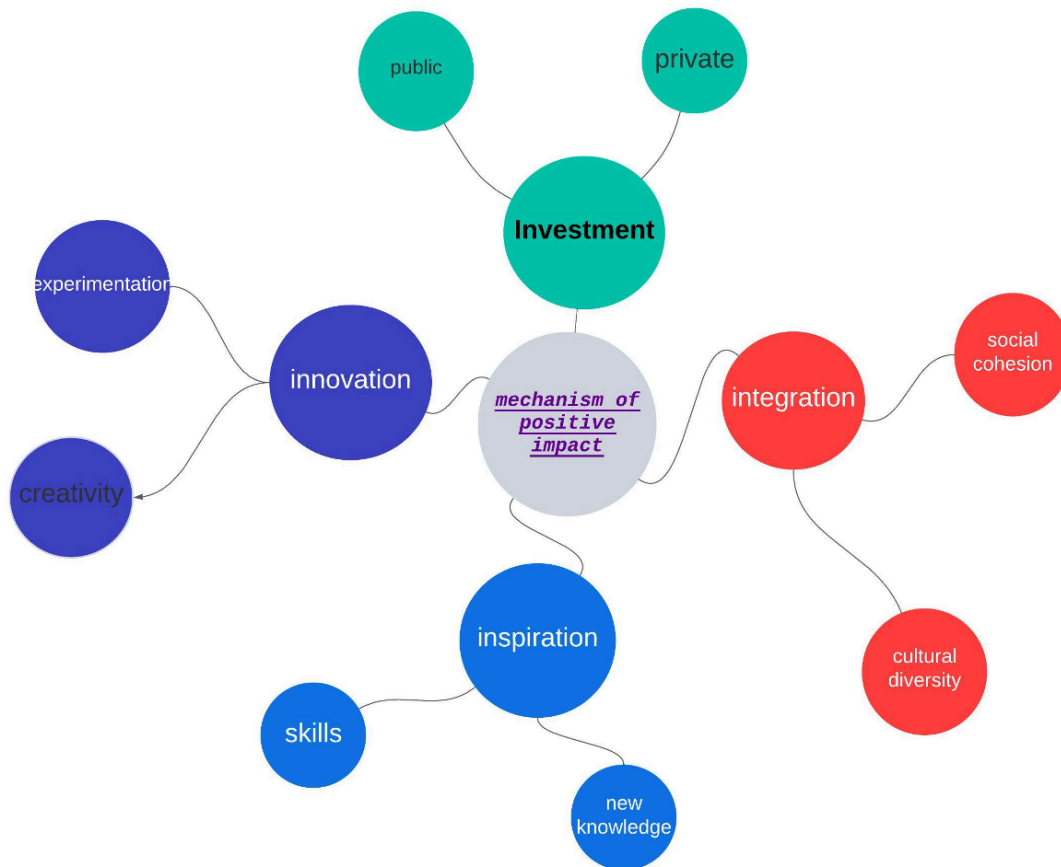 public
private
Investment
experimentation
innovation
creativity
mechanism of
positive
impact
integration
social
cohesion
cultural
diversity
inspiration
skills
new
knowledge